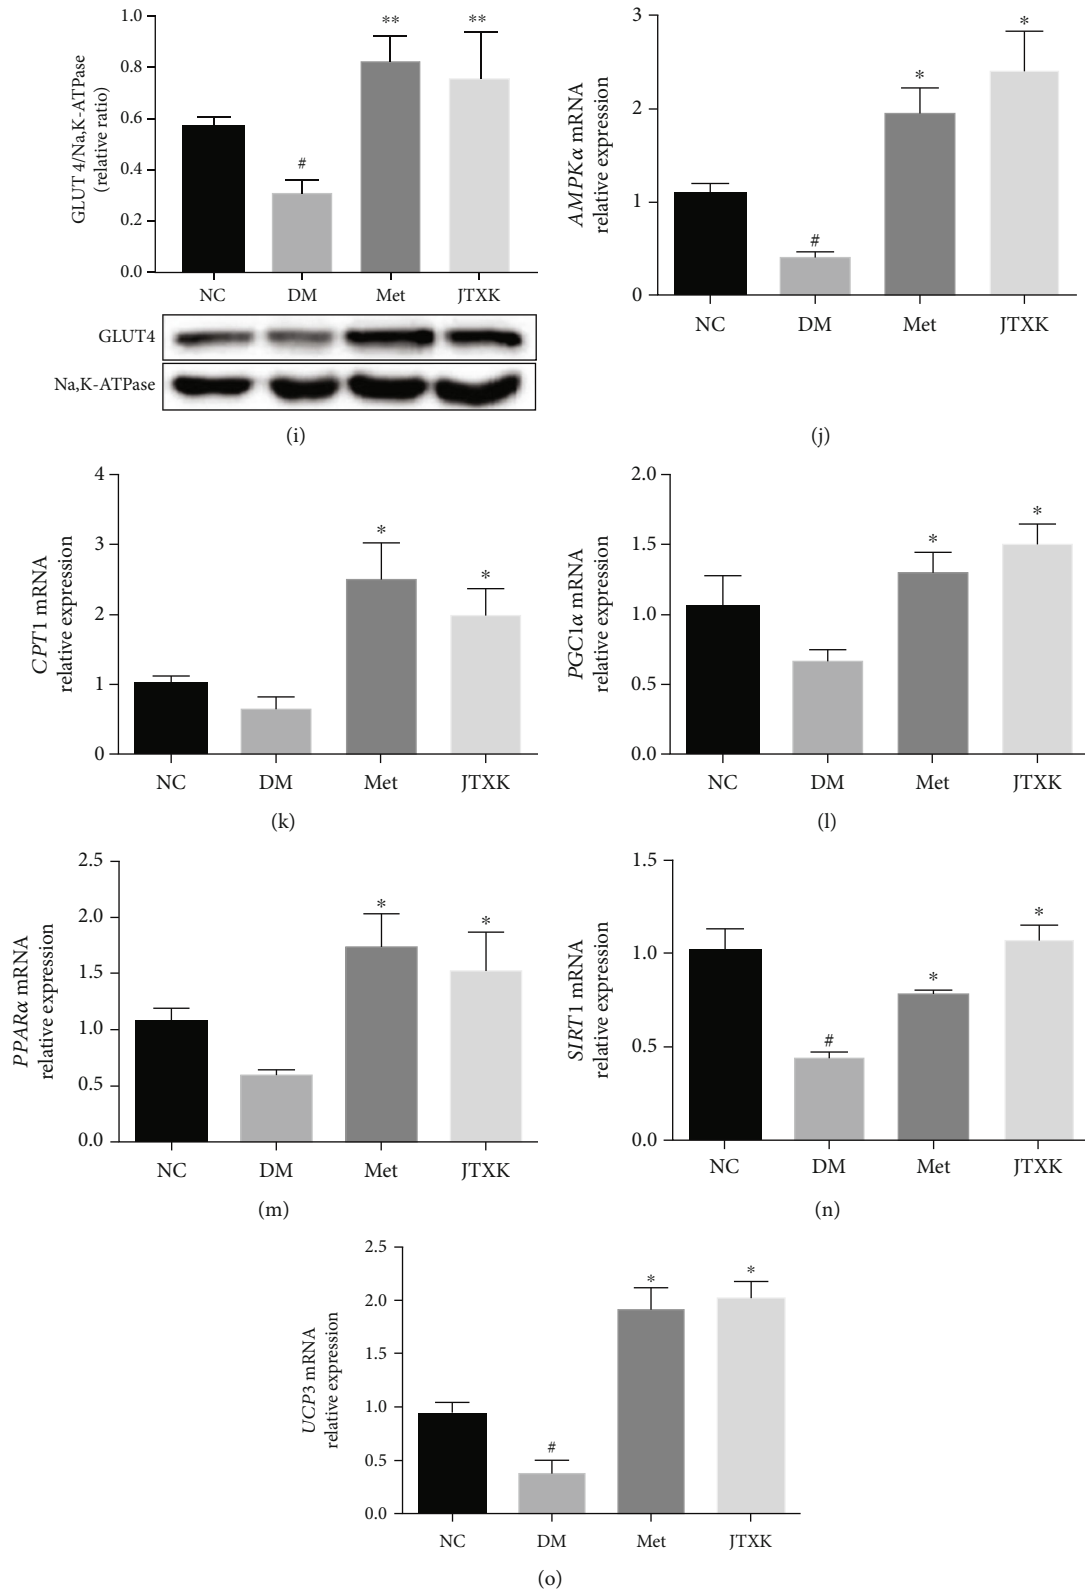 1.0
0.8
0.6
0.4
0.2
0.0
GLUT 4/Na,K-ATPase
(relative ratio)
#
**
**
NC DM Met JTXK
GLUT4
Na,K-ATPase
(i)
3
2
1
0
AMPKα mRNA
relative expression
#
*
*
NC DM Met JTXK
(j)
4
3
2
1
0
CPT1 mRNA
relative expression
*
*
NC DM Met JTXK
(k)
2.0
1.5
1.0
0.5
0.0
PGC1α mRNA
relative expression
*
*
NC DM Met JTXK
(l)
2.5
2.0
1.5
1.0
0.5
0.0
PPARα mRNA
relative expression
*
*
NC DM Met JTXK
(m)
1.5
1.0
0.5
0.0
SIRT1 mRNA
relative expression
#
*
*
NC DM Met JTXK
(n)
2.5
2.0
1.5
1.0
0.5
0.0
UCP3 mRNA
relative expression
#
*
*
NC DM Met JTXK
(o)